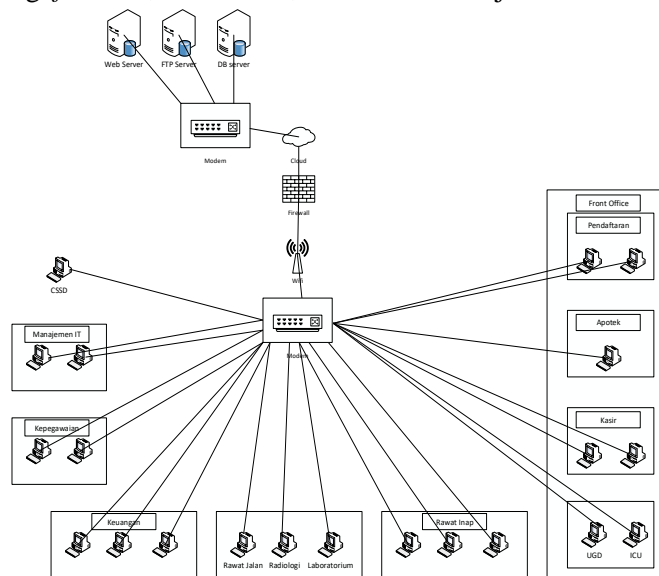 Web Server
FTP Server
DB server
Modem
Cloud
Firewall
Wifi
Front Office
Pendaftaran
CSSD
Modem
Manajemen IT
Apotek
Kepegawaian
Kasir
Keuangan
Rawat Jalan
Radiologi
Laboratorium
Rawat Inap
UGD
ICU